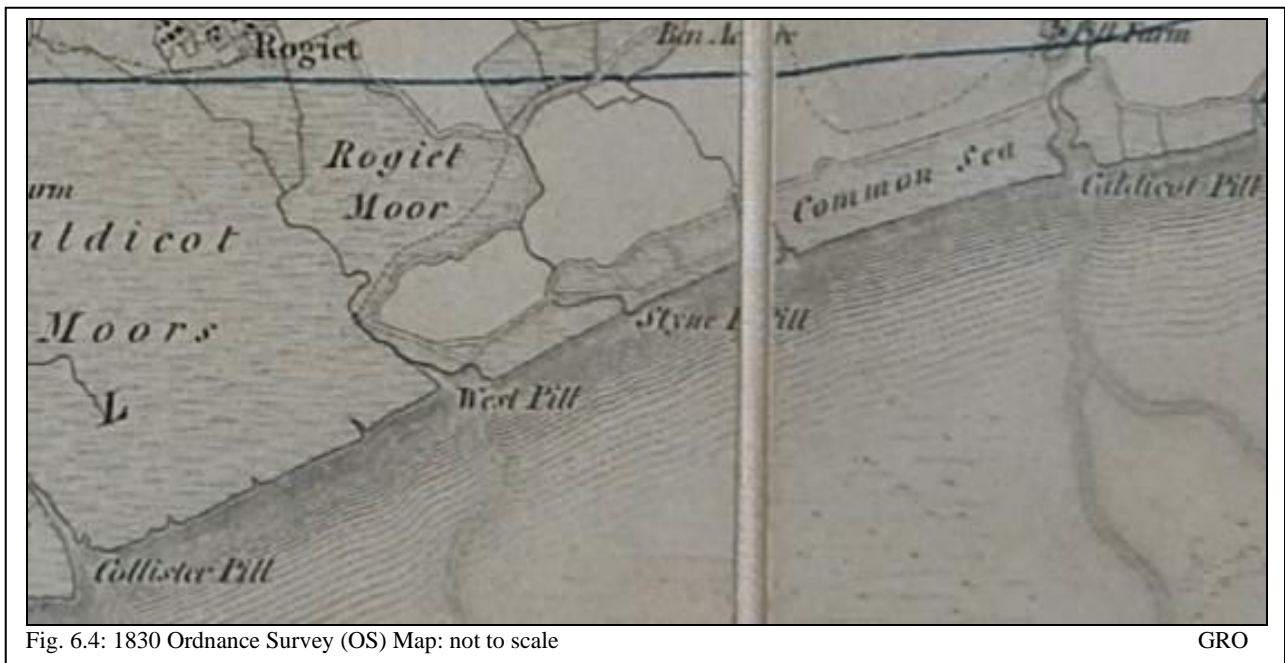 Rogiet
Pill Farm
Rogiet
Moor
Common Sea
Caldicot Pill
aldicot
Moors
L
Pill
West Pill
Collister Pill
Fig. 6.4: 1830 Ordnance Survey (OS) Map: not to scale
GRO